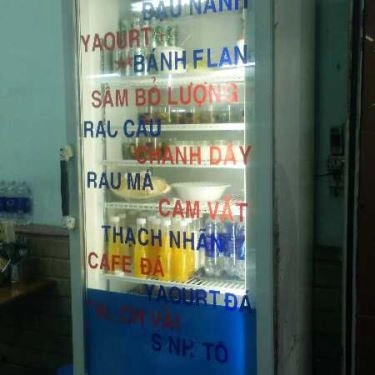 ĐẬU NÀNH
YAOURT
BÁNH FLAN
SÂM BỔ LƯỢNG
RAU CÂU
CHANH DÂY
RAU MÁ
CAM VẮT
THẠCH NHÃN
CAFE ĐÁ
YAOURT ĐÁ
SINH TỐ